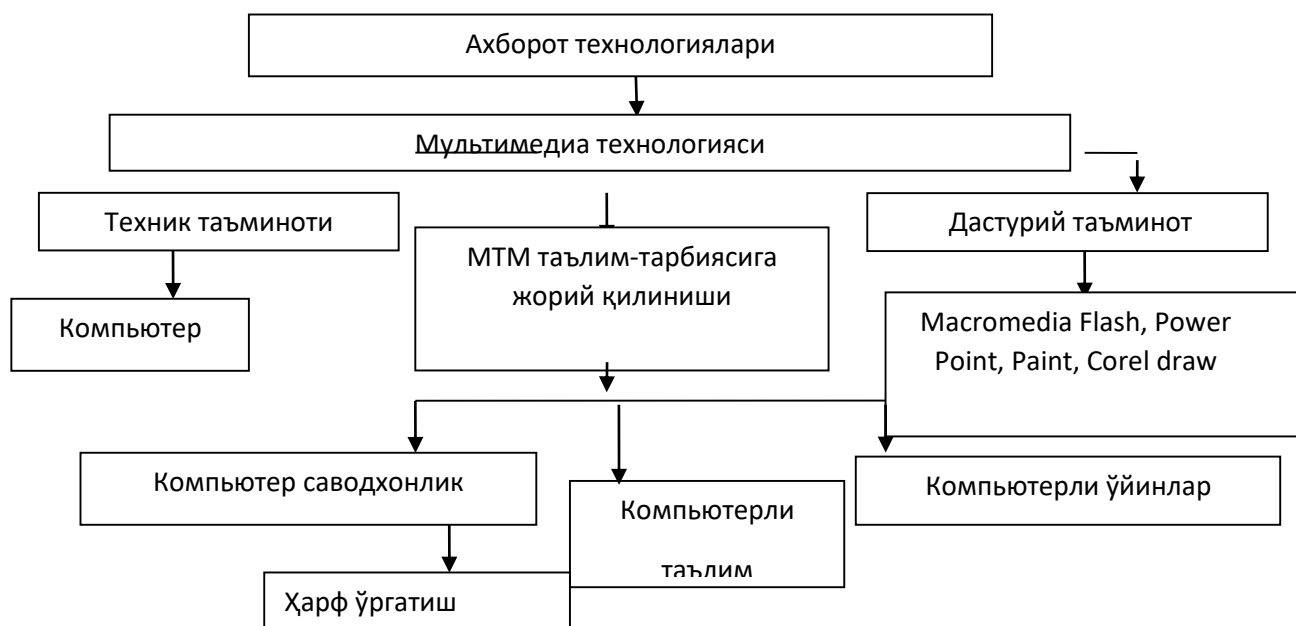 Ахборот технологиялари
Мультимедиа технологияси
Техник таъминоти
Дастурий таъминот
МТМ таълим-тарбиясига
жорий қилиниши
Компьютер
Macromedia Flash, Power
Point, Paint, Corel draw
Компьютер саводхонлик
Компьютерли
таълим
Компьютерли ўйинлар
Ҳарф ўргатиш